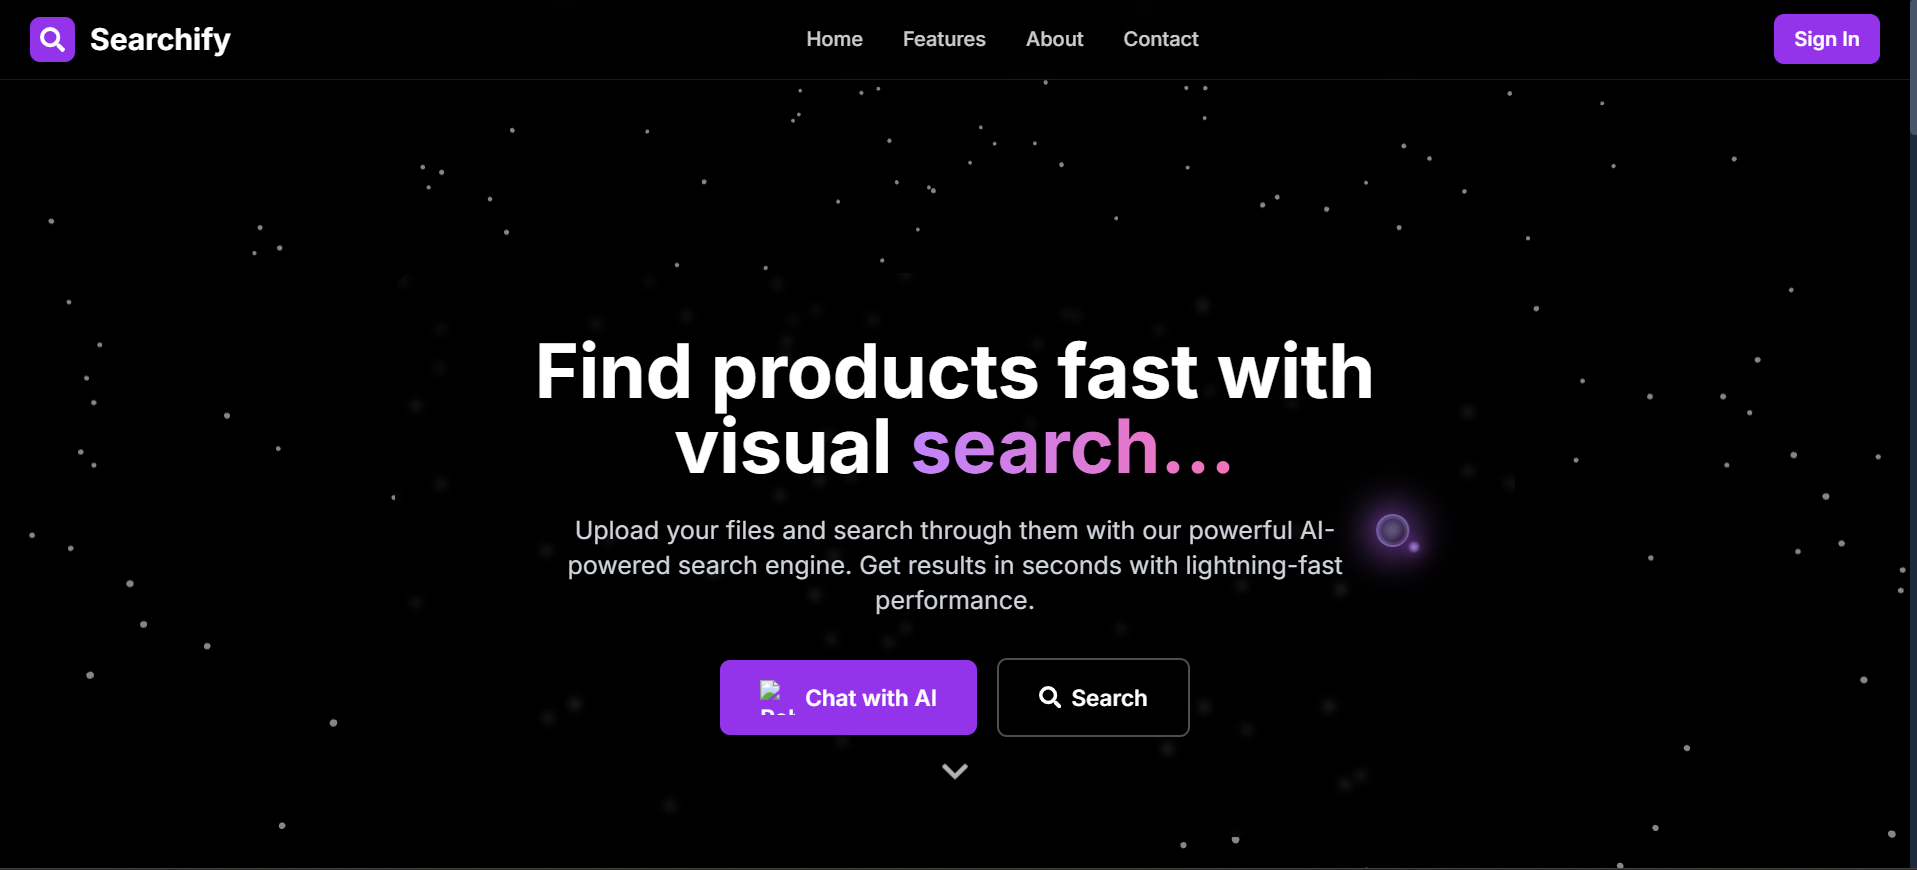 Searchify
Home
Features
About
Contact
Sign In
Find products fast with
visual search...
Upload your files and search through them with our powerful AI-
powered search engine. Get results in seconds with lightning-fast
performance.
Chat with AI
Search